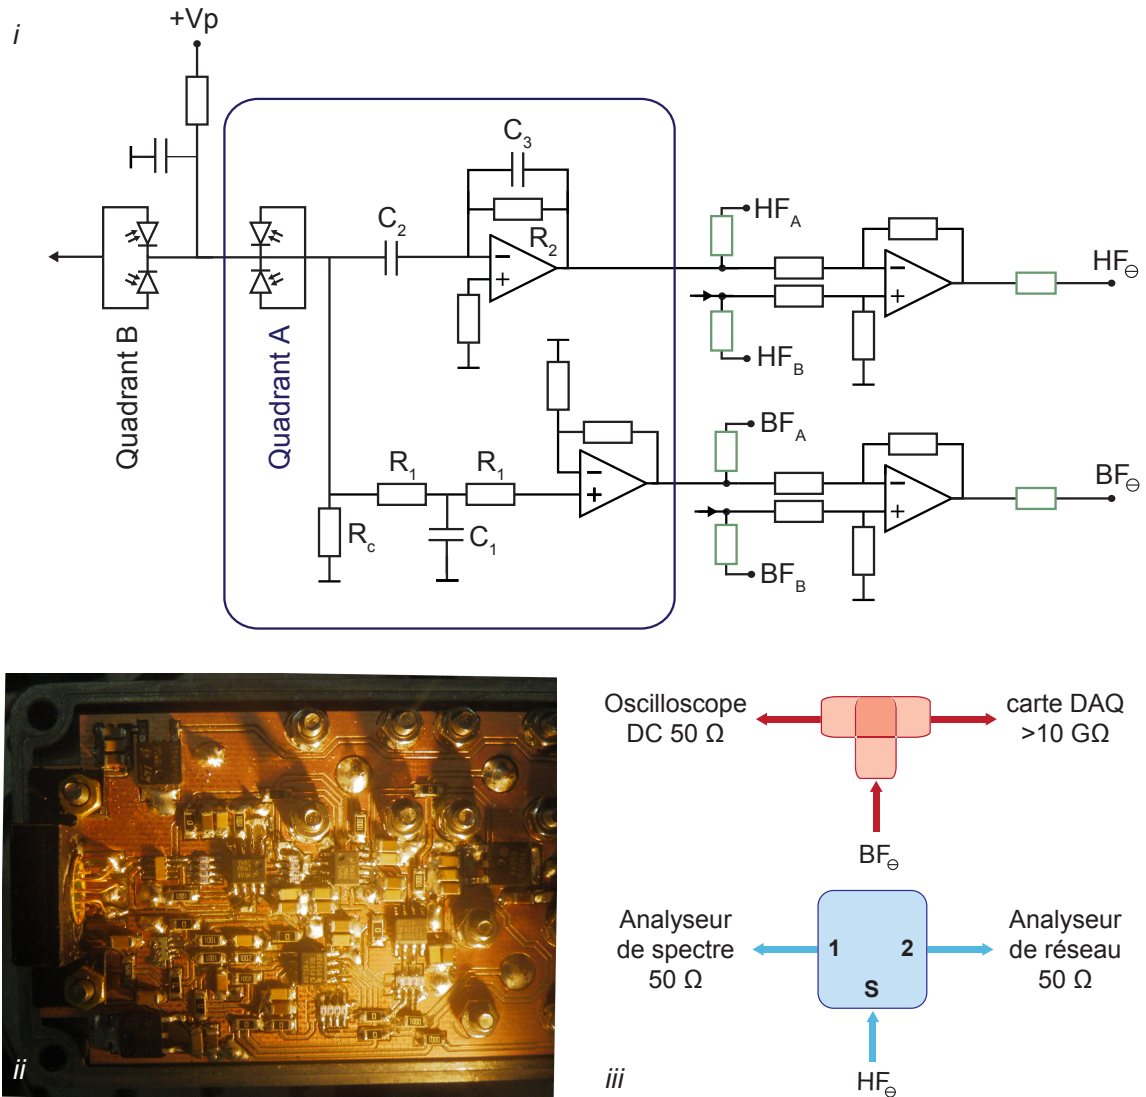 i
+Vp
C3
HFA
C2
R2
HF⊖
HFB
Quadrant B
Quadrant A
BFA
R1
R1
BF⊖
Rc
C1
BFB
Oscilloscope
DC 50 Ω
carte DAQ
>10 GΩ
BF⊖
Analyseur
de spectre
50 Ω
1
2
S
Analyseur
de réseau
50 Ω
HF⊖
ii
iii